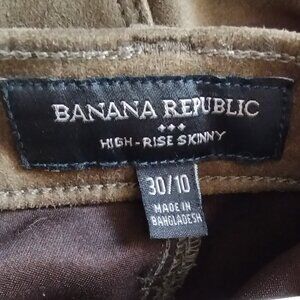 BANANA REPUBLIC
HIGH-RISE SKINNY
30/10
MADE IN
BANGLADESH